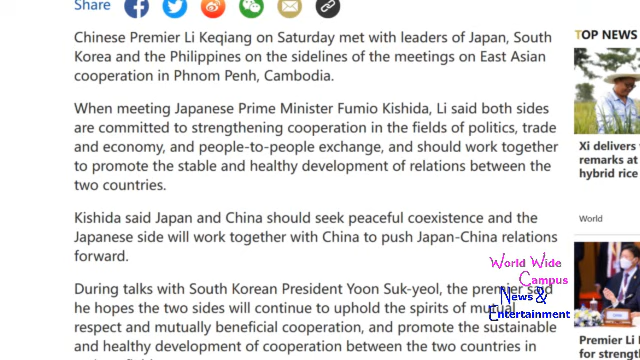 Share
Chinese Premier Li Keqiang on Saturday met with leaders of Japan, South
Korea and the Philippines on the sidelines of the meetings on East Asian
cooperation in Phnom Penh, Cambodia.
When meeting Japanese Prime Minister Fumio Kishida, Li said both sides
are committed to strengthening cooperation in the fields of politics, trade
and economy, and people-to-people exchange, and should work together
to promote the stable and healthy development of relations between the
two countries.
Kishida said Japan and China should seek peaceful coexistence and the
Japanese side will work together with China to push Japan-China relations
forward.
During talks with South Korean President Yoon Suk-yeol, the premier said
he hopes the two sides will continue to uphold the spirits of mutual
respect and mutually beneficial cooperation, and promote the sustainable
and healthy development of cooperation between the two countries in
TOP NEWS
Xi delivers
remarks at
hybrid rice
World
Premier Li
for strengt
World Wide
Campus
News &
Entertainment